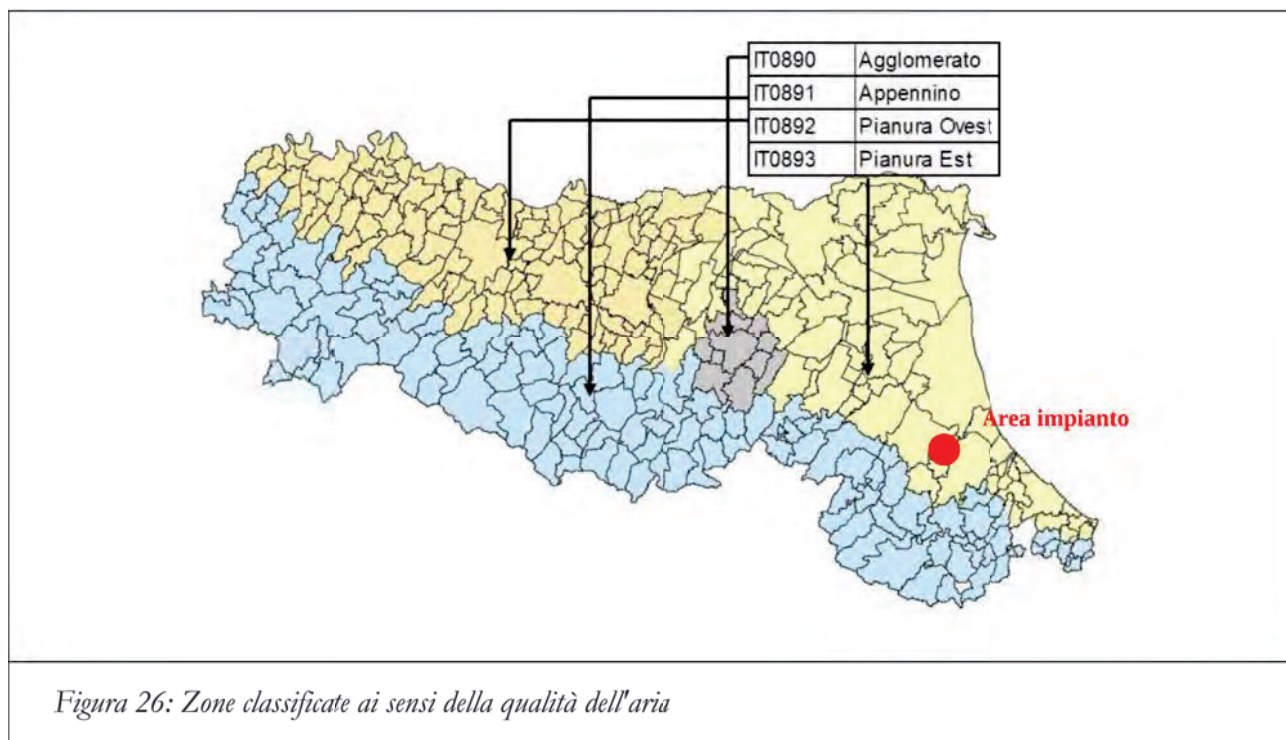 IT0890 Agglomerato
IT0891 Appennino
IT0892 Pianura Ovest
IT0893 Pianura Est
Area impianto
Figura 26: Zone classificate ai sensi della qualità dell'aria